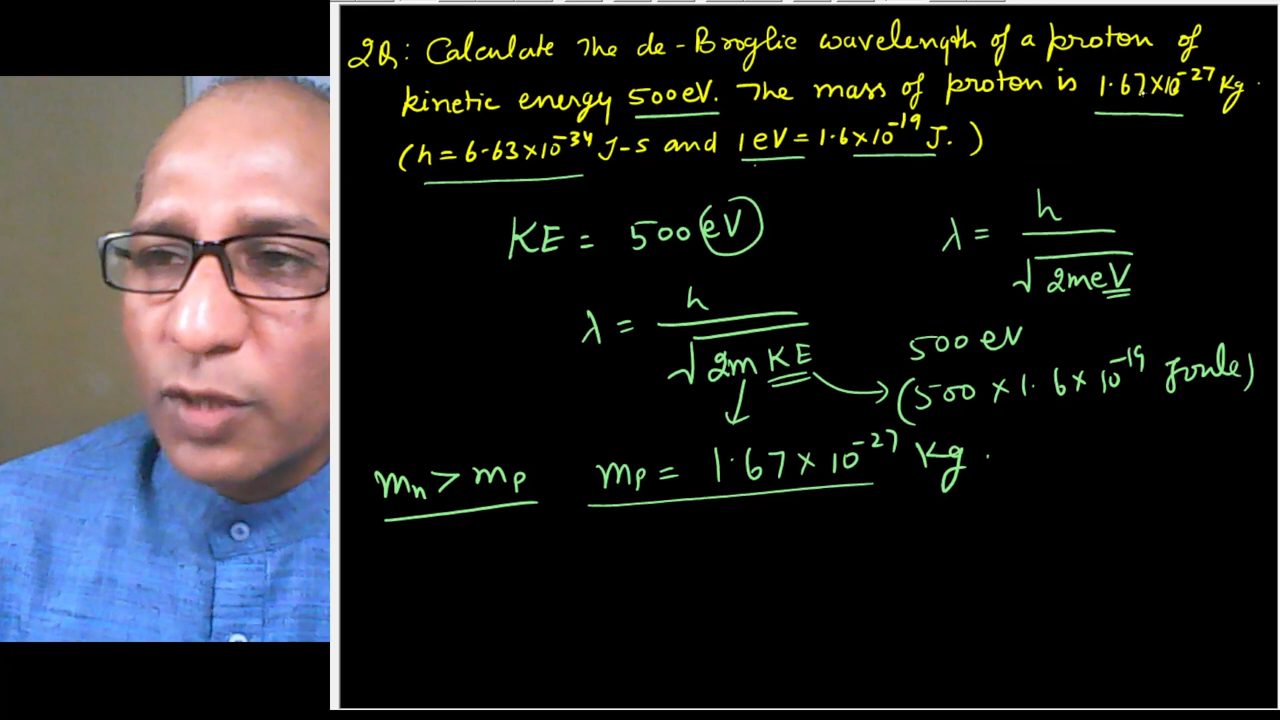 2Q: Calculate The de-Broglie wavelength of a proton of
kinetic energy 500eV. The mass of proton is 1.67×10⁻²⁷ Kg.
(h = 6.63×10⁻³⁴ J-s and 1eV = 1.6×10⁻¹⁹ J.)
KE = 500 eV
λ = h / √2meV
λ = h / √2m KE
500 eV
(500 × 1.6 × 10⁻¹⁹ Joule)
mn > mp
mp = 1.67 × 10⁻²⁷ Kg.